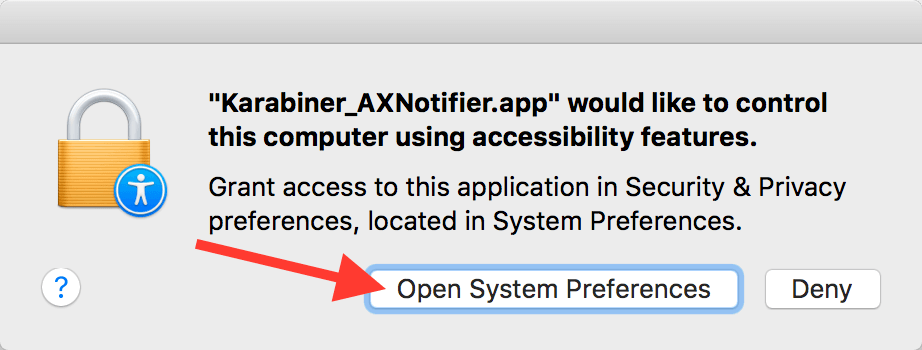 "Karabiner_AXNotifier.app" would like to control
this computer using accessibility features.
Grant access to this application in Security & Privacy
preferences, located in System Preferences.
?
Open System Preferences
Deny